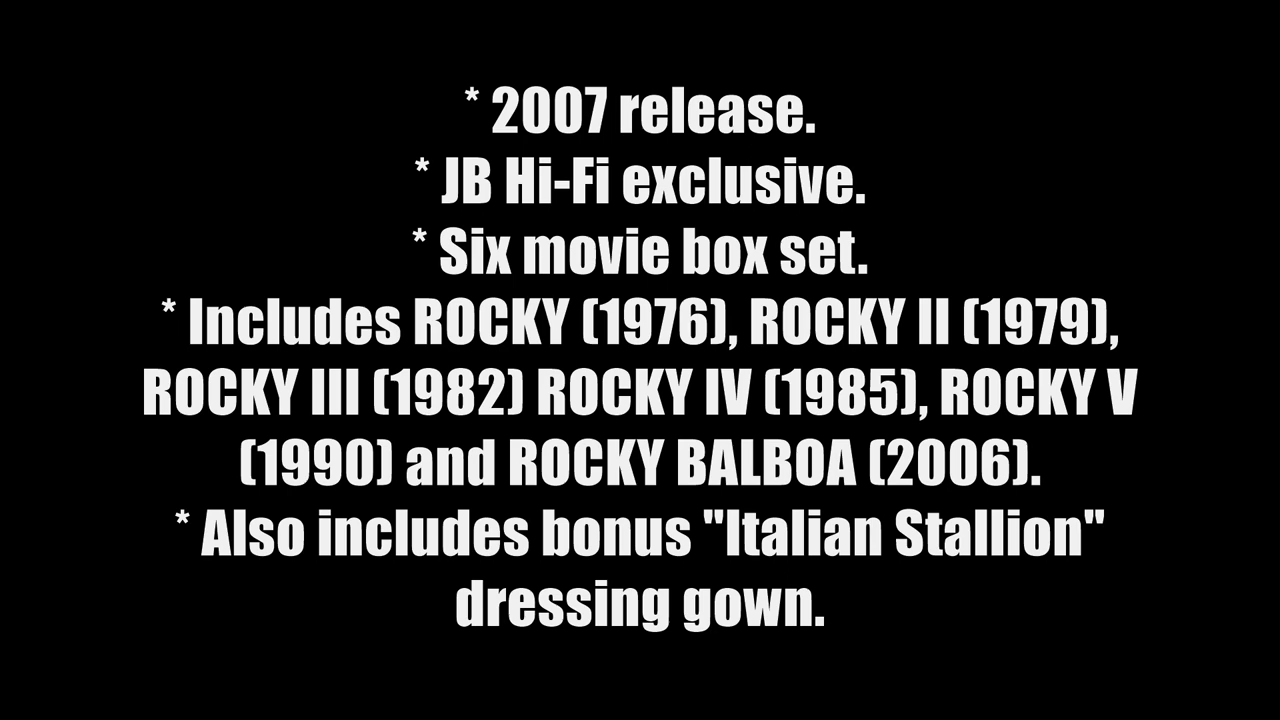 * 2007 release.
* JB Hi-Fi exclusive.
* Six movie box set.
* Includes ROCKY (1976), ROCKY II (1979),
ROCKY III (1982) ROCKY IV (1985), ROCKY V
(1990) and ROCKY BALBOA (2006).
* Also includes bonus "Italian Stallion"
dressing gown.